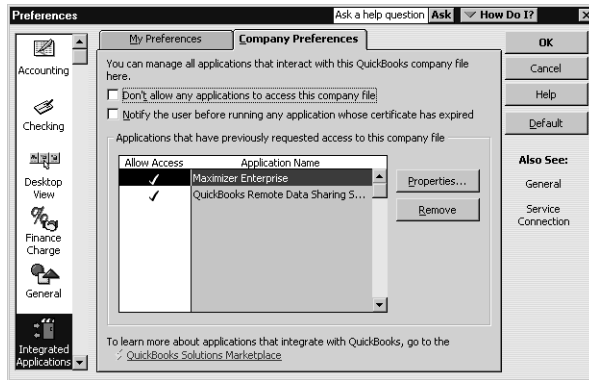 Preferences
Ask a help question Ask How Do I?
My Preferences
Company Preferences
You can manage all applications that interact with this QuickBooks company file
here.
Don't allow any applications to access this company file
Notify the user before running any application whose certificate has expired
Applications that have previously requested access to this company file
Allow Access Application Name
Maximizer Enterprise
QuickBooks Remote Data Sharing S...
Properties...
Remove
To learn more about applications that integrate with QuickBooks, go to the
QuickBooks Solutions Marketplace
Accounting
Checking
Desktop
View
Finance
Charge
General
Integrated
Applications
OK
Cancel
Help
Default
Also See:
General
Service
Connection